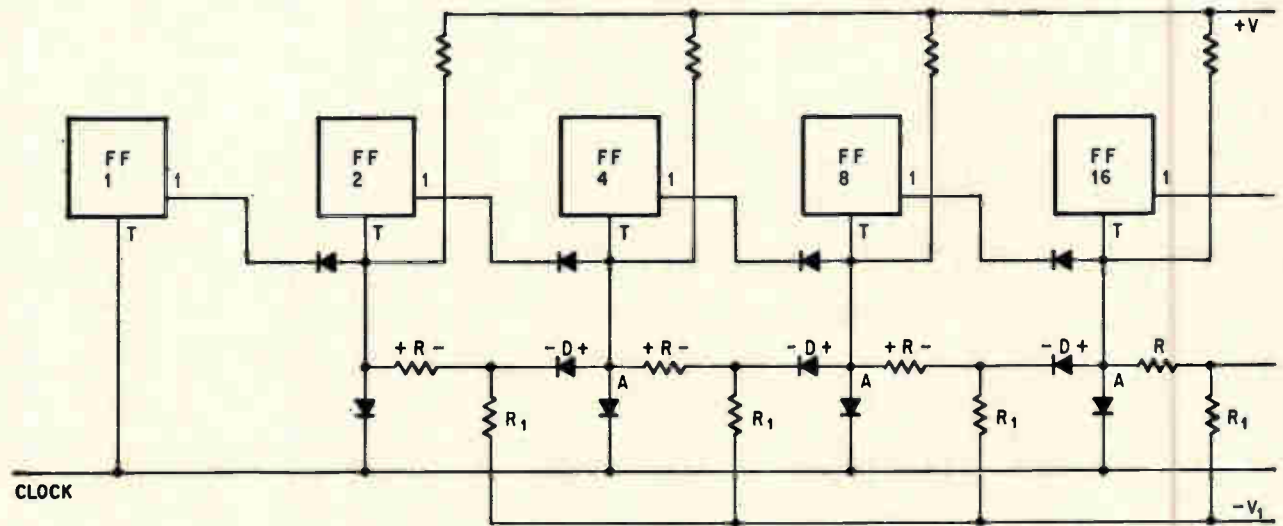 +V
FF 1
1
T
FF 2
1
T
FF 4
1
T
FF 8
1
T
FF 16
1
T
+ R -
- D +
A
+ R -
- D +
A
+ R -
- D +
A
R
R1
R1
R1
R1
CLOCK
-V1